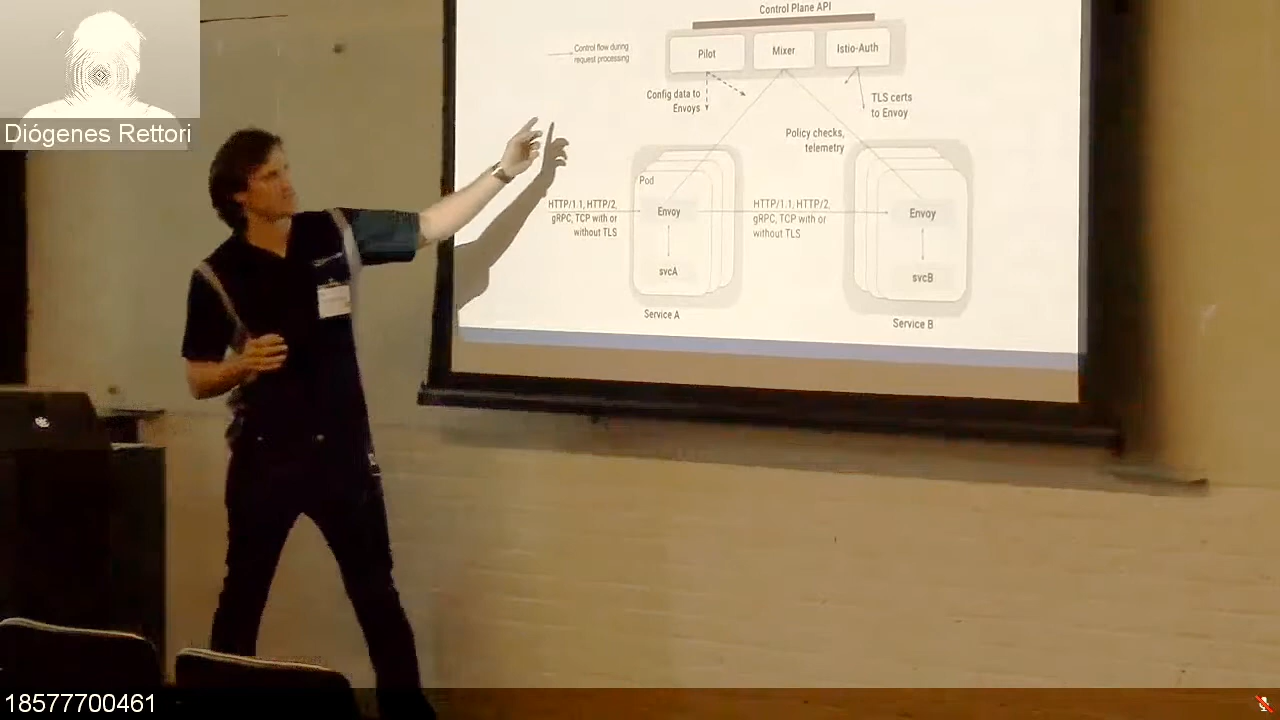 Diógenes Rettori
Control Plane API
Control flow during
request processing
Pilot
Mixer
Istio-Auth
Config data to
Envoys
TLS certs
to Envoy
Policy checks,
telemetry
Pod
HTTP/1.1, HTTP/2,
gRPC, TCP with or
without TLS
Envoy
svcA
Service A
HTTP/1.1, HTTP/2,
gRPC, TCP with or
without TLS
Envoy
svcB
Service B
18577700461